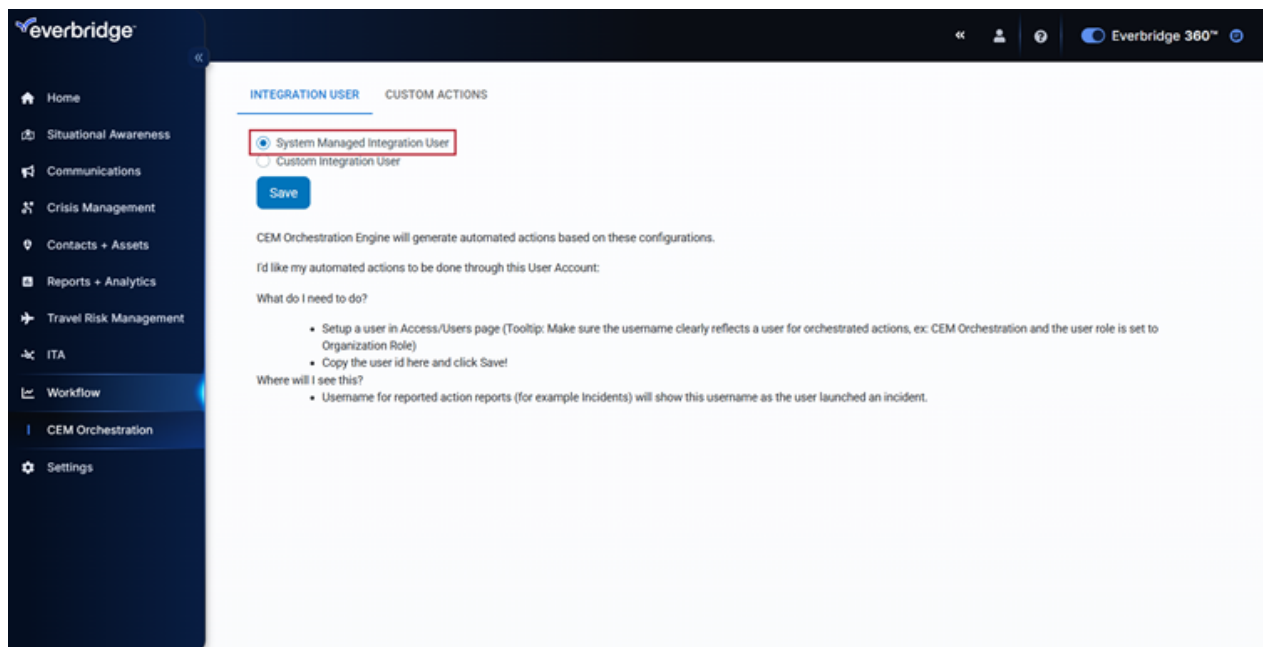 everbridge
Everbridge 360™
Home
Situational Awareness
Communications
Crisis Management
Contacts + Assets
Reports + Analytics
Travel Risk Management
ITA
Workflow
CEM Orchestration
Settings
INTEGRATION USER CUSTOM ACTIONS
System Managed Integration User
Custom Integration User
Save
CEM Orchestration Engine will generate automated actions based on these configurations.
I'd like my automated actions to be done through this User Account:
What do I need to do?
• Setup a user in Access/Users page (Tooltip: Make sure the username clearly reflects a user for orchestrated actions, ex: CEM Orchestration and the user role is set to
Organization Role)
• Copy the user id here and click Save!
Where will I see this?
• Username for reported action reports (for example Incidents) will show this username as the user launched an incident.